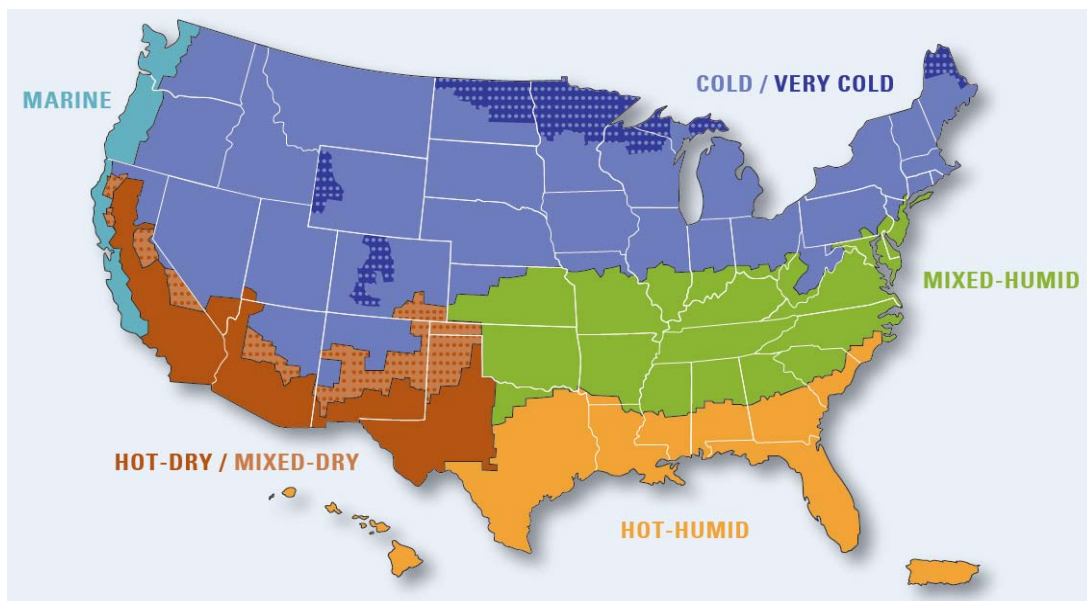 MARINE
COLD / VERY COLD
MIXED-HUMID
HOT-DRY / MIXED-DRY
HOT-HUMID